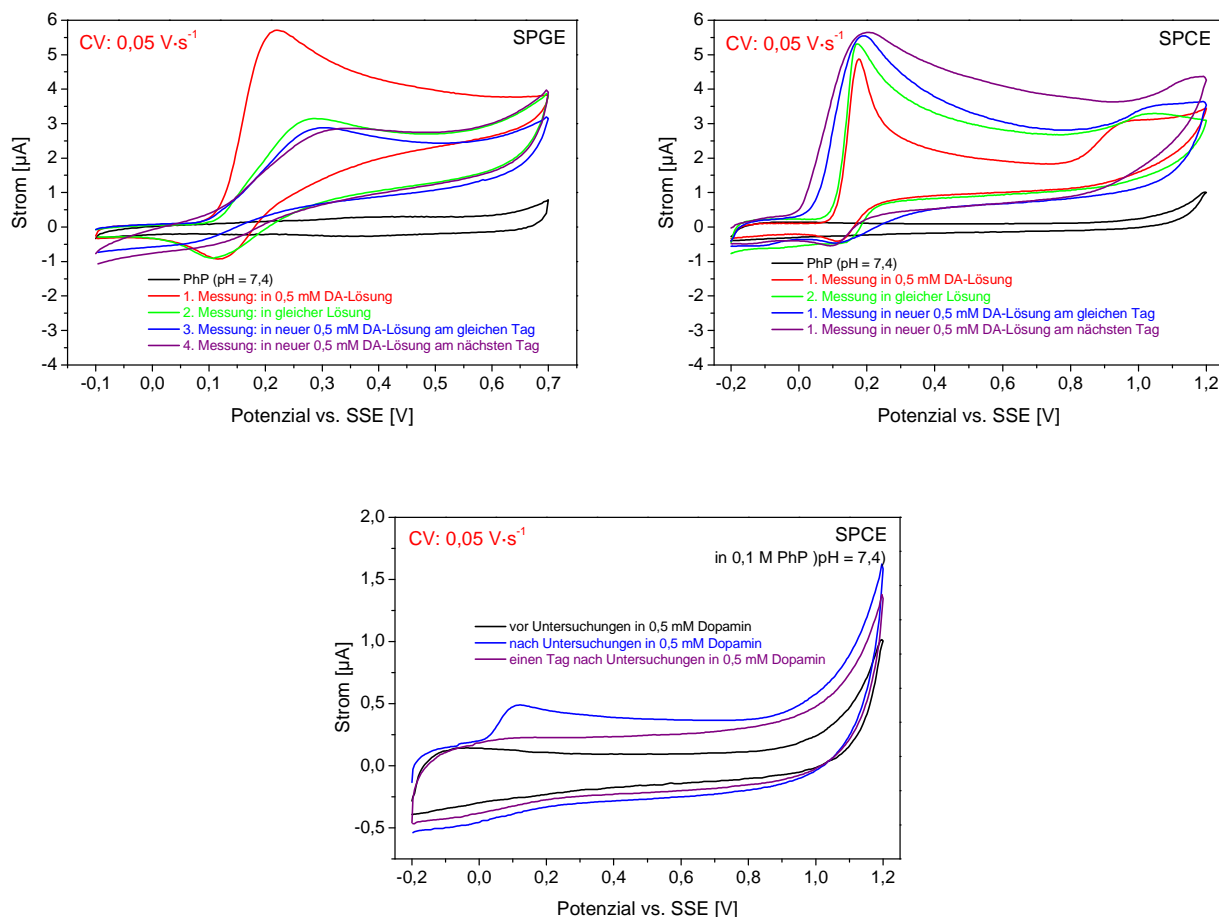 CV: 0,05 V·s-1
SPGE
Strom [µA]
6
5
4
3
2
1
0
-1
-2
-3
-4
PhP (pH = 7,4)
1. Messung: in 0,5 mM DA-Lösung
2. Messung: in gleicher Lösung
3. Messung: in neuer 0,5 mM DA-Lösung am gleichen Tag
4. Messung: in neuer 0,5 mM DA-Lösung am nächsten Tag
-0,1 0,0 0,1 0,2 0,3 0,4 0,5 0,6 0,7
Potenzial vs. SSE [V]
CV: 0,05 V·s-1
SPCE
Strom [µA]
6
5
4
3
2
1
0
-1
-2
-3
-4
PhP (pH = 7,4)
1. Messung in 0,5 mM DA-Lösung
2. Messung in gleicher Lösung
1. Messung in neuer 0,5 mM DA-Lösung am gleichen Tag
1. Messung in neuer 0,5 mM DA-Lösung am nächsten Tag
-0,2 0,0 0,2 0,4 0,6 0,8 1,0 1,2
Potenzial vs. SSE [V]
CV: 0,05 V·s-1
SPCE
in 0,1 M PhP )pH = 7,4)
Strom [µA]
2,0
1,5
1,0
0,5
0,0
-0,5
vor Untersuchungen in 0,5 mM Dopamin
nach Untersuchungen in 0,5 mM Dopamin
einen Tag nach Untersuchungen in 0,5 mM Dopamin
-0,2 0,0 0,2 0,4 0,6 0,8 1,0 1,2
Potenzial vs. SSE [V]